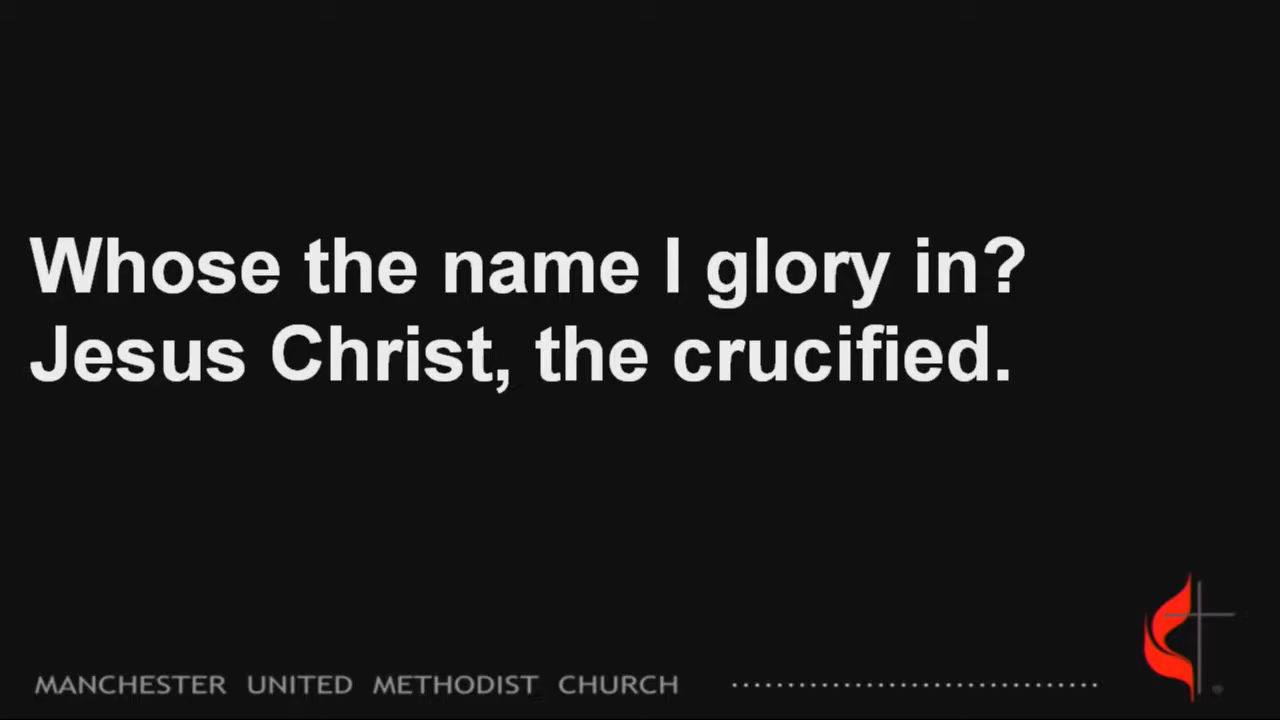 Whose the name I glory in?
Jesus Christ, the crucified.
MANCHESTER UNITED METHODIST CHURCH